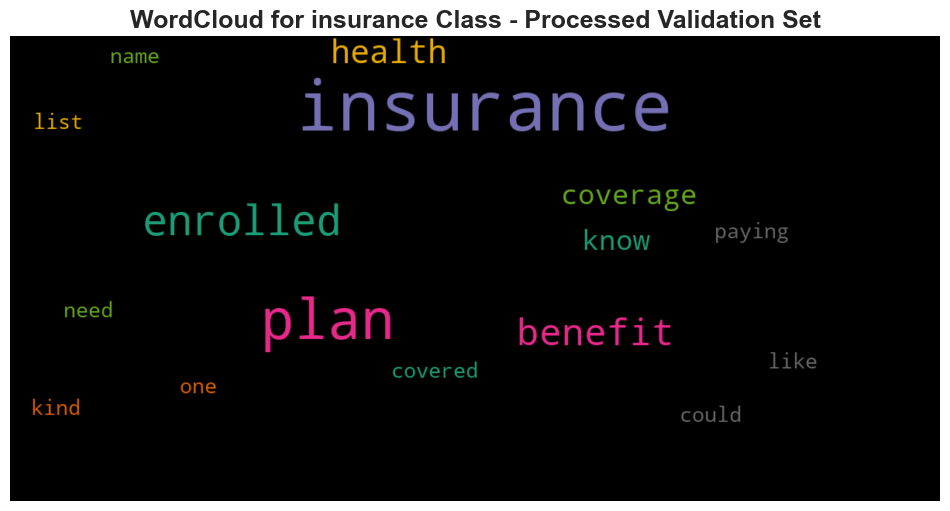 WordCloud for insurance Class - Processed Validation Set
name
health
insurance
list
coverage
enrolled
know
paying
need
plan
benefit
covered
like
one
kind
could